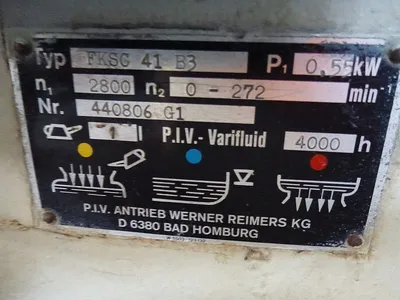 Typ FKSG 41 B3 P1 0.55kW
n1 2800 n2 0 - 272 min-1
Nr. 440806 G1
1 l P.I.V.- Varifluid 4000 h
P.I.V. ANTRIEB WERNER REIMERS KG
D 6380 BAD HOMBURG